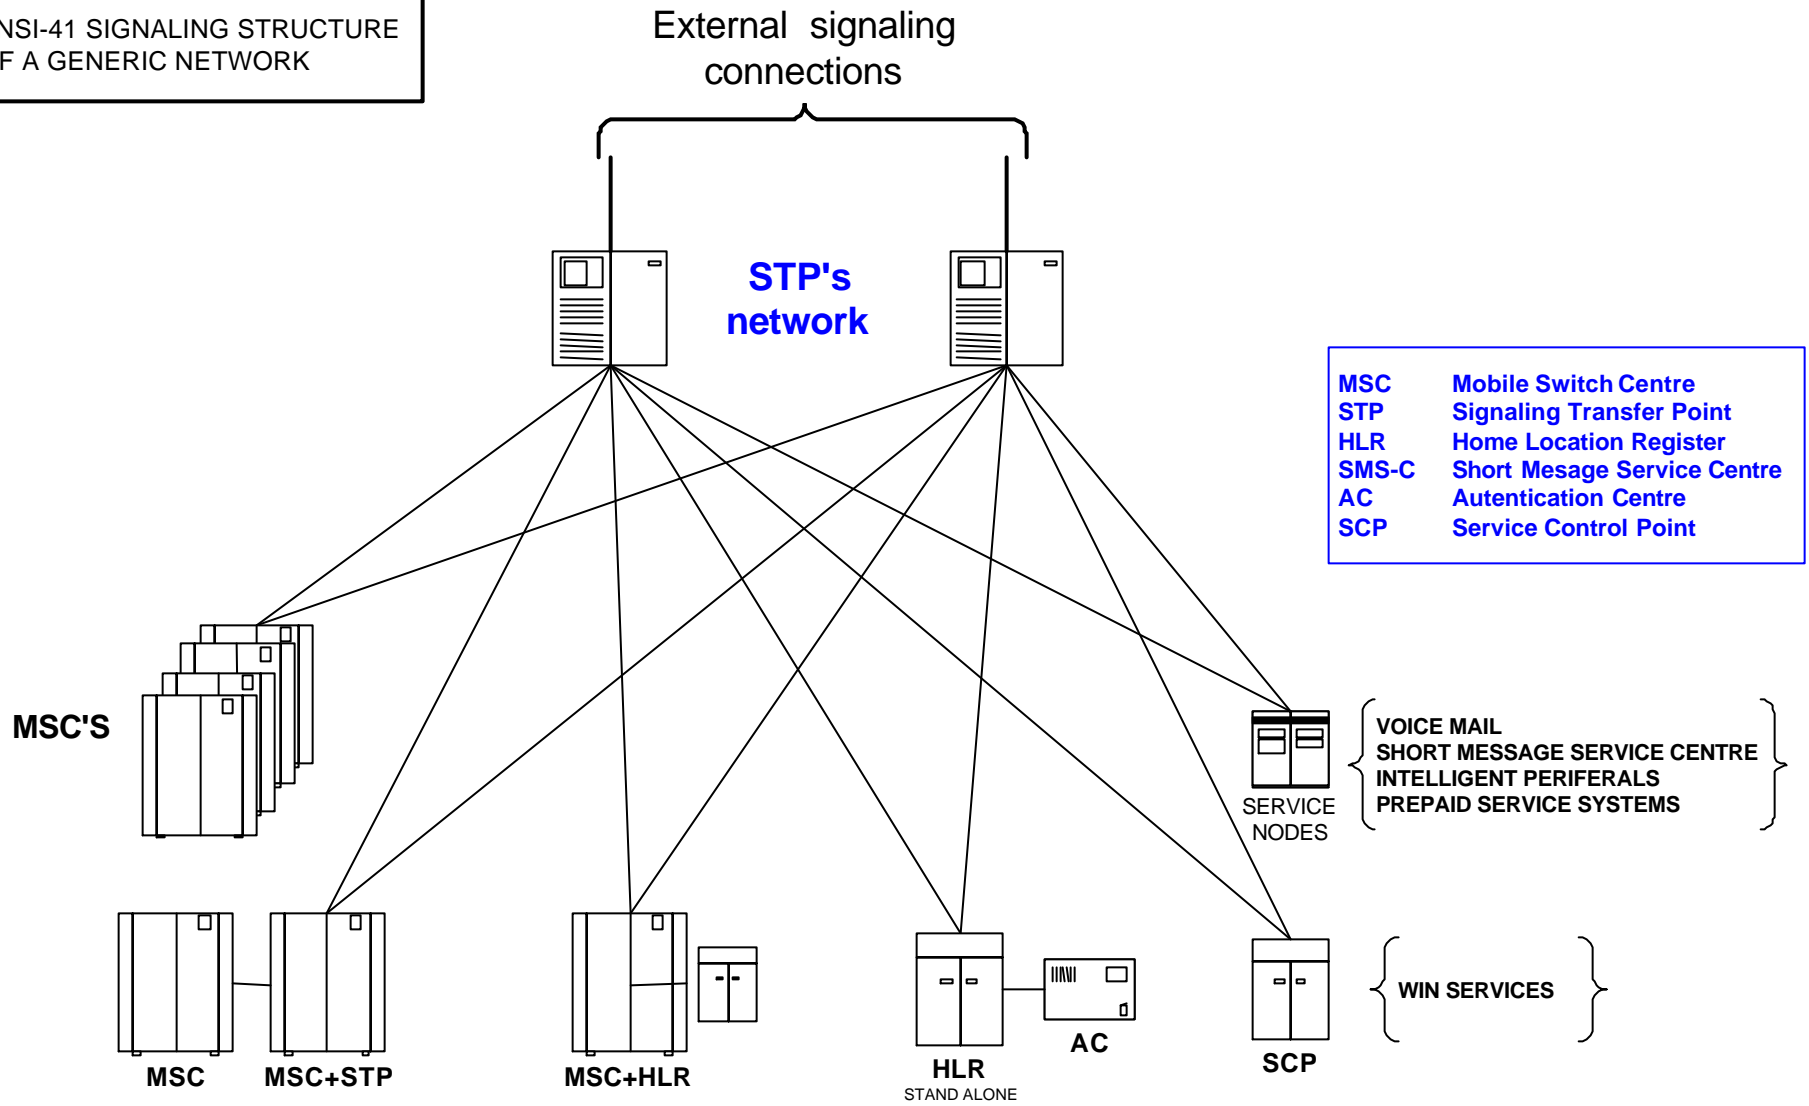 NSI-41 SIGNALING STRUCTURE
F A GENERIC NETWORK
External signaling
connections
STP's
network
MSC Mobile Switch Centre
STP Signaling Transfer Point
HLR Home Location Register
SMS-C Short Mesage Service Centre
AC Autentication Centre
SCP Service Control Point
MSC'S
VOICE MAIL
SHORT MESSAGE SERVICE CENTRE
INTELLIGENT PERIFERALS
PREPAID SERVICE SYSTEMS
SERVICE
NODES
WIN SERVICES
MSC
MSC+STP
MSC+HLR
HLR
STAND ALONE
AC
SCP